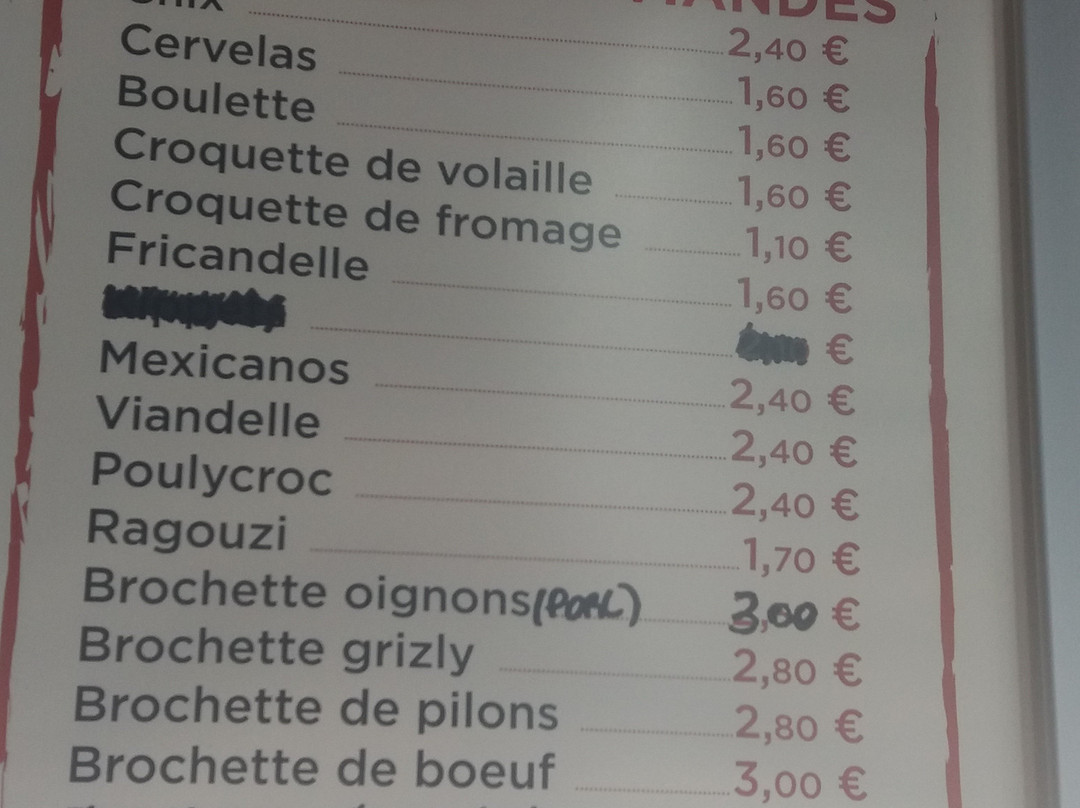 VIANDES
2,40 €
Cervelas 1,60 €
Boulette 1,60 €
Croquette de volaille 1,60 €
Croquette de fromage 1,10 €
Fricandelle 1,60 €
€
Mexicanos 2,40 €
Viandelle 2,40 €
Poulycroc 2,40 €
Ragouzi 1,70 €
Brochette oignons (PORC) 3,00 €
Brochette grizly 2,80 €
Brochette de pilons 2,80 €
Brochette de boeuf 3,00 €